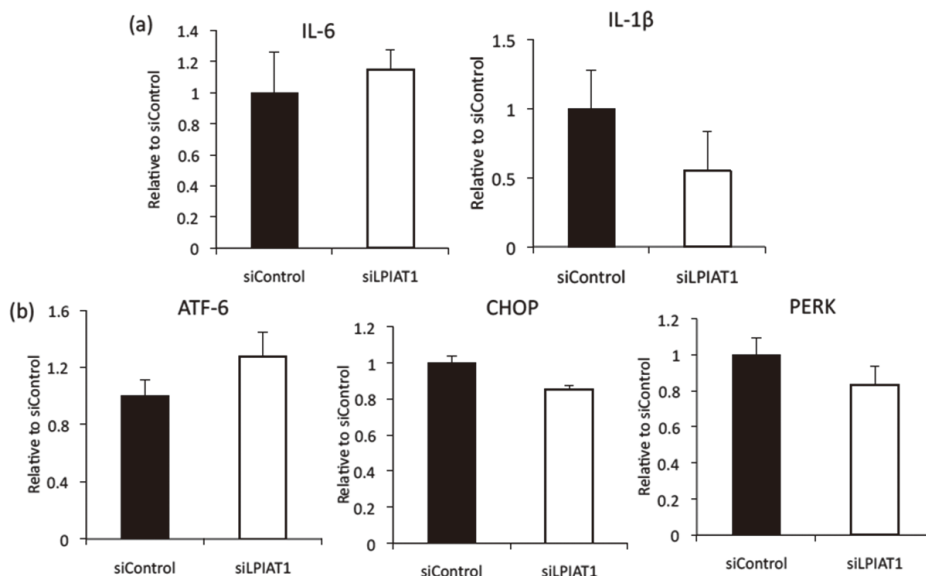 (a)
IL-6
Relative to siControl
1.4
1.2
1
0.8
0.6
0.4
0.2
0
siControl
siLPIAT1
IL-1β
Relative to siControl
1.5
1
0.5
0
siControl
siLPIAT1
(b)
ATF-6
Relative to siControl
1.6
1.2
0.8
0.4
0
siControl
siLPIAT1
CHOP
Relative to siControl
1.2
1
0.8
0.6
0.4
0.2
0
siControl
siLPIAT1
PERK
Relative to siControl
1.2
1
0.8
0.6
0.4
0.2
0
siControl
siLPIAT1